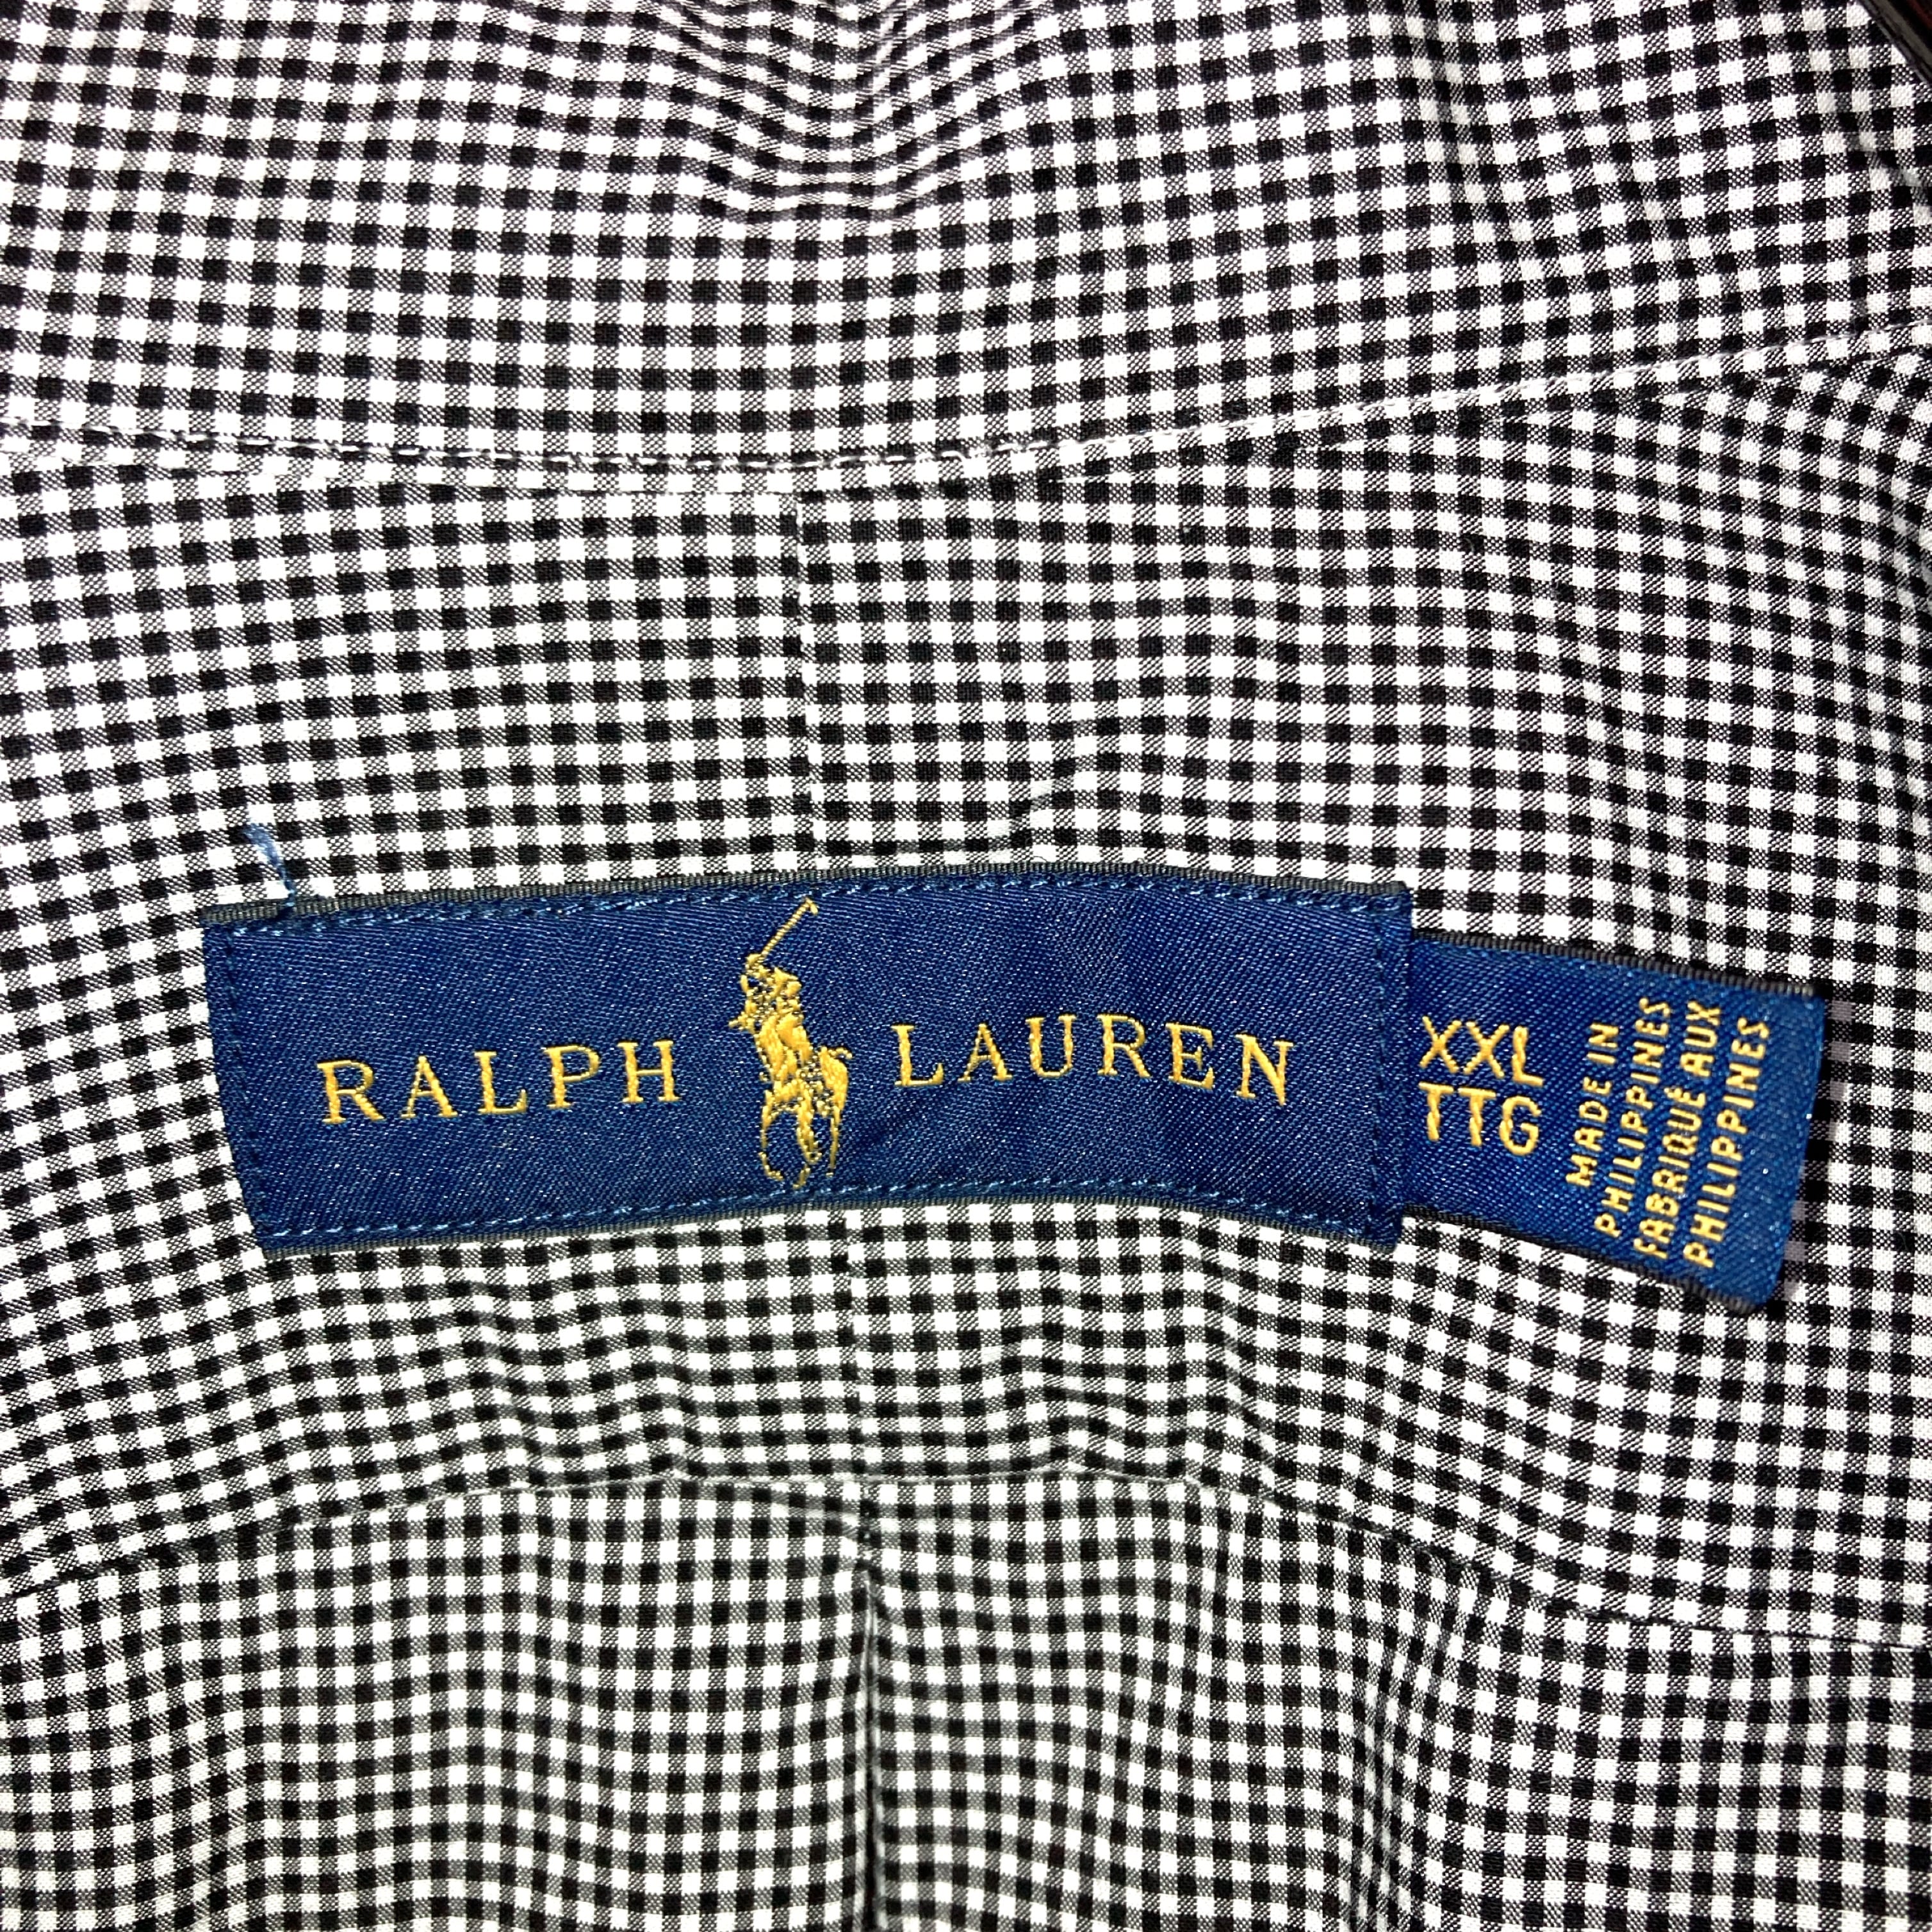 RALPH LAUREN
XXL
TTG
MADE IN
PHILIPPINES
FABRIQUÉ AUX
PHILIPPINES